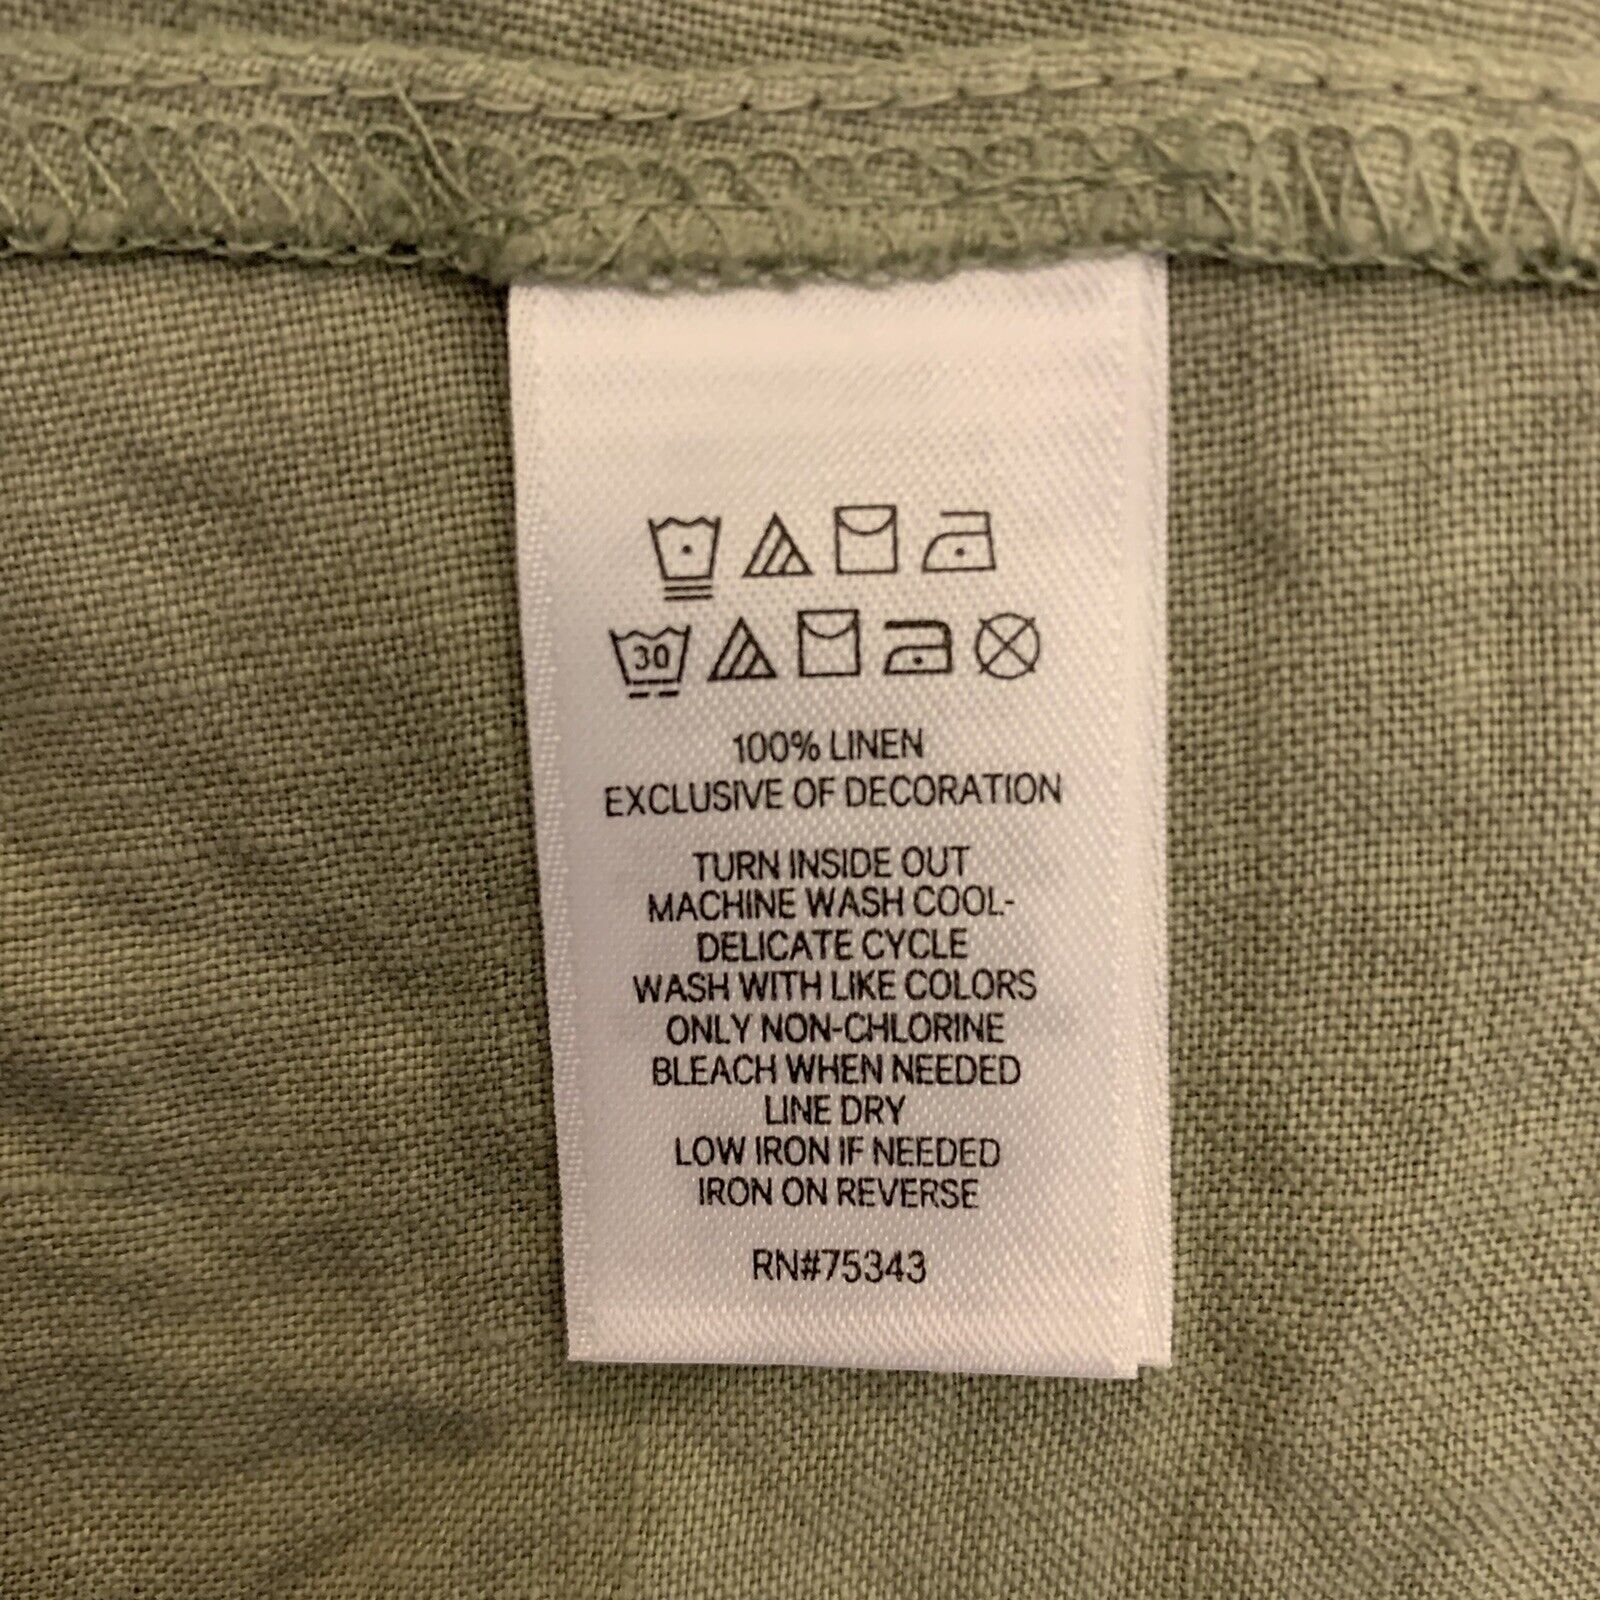 30
100% LINEN
EXCLUSIVE OF DECORATION
TURN INSIDE OUT
MACHINE WASH COOL-
DELICATE CYCLE
WASH WITH LIKE COLORS
ONLY NON-CHLORINE
BLEACH WHEN NEEDED
LINE DRY
LOW IRON IF NEEDED
IRON ON REVERSE
RN#75343